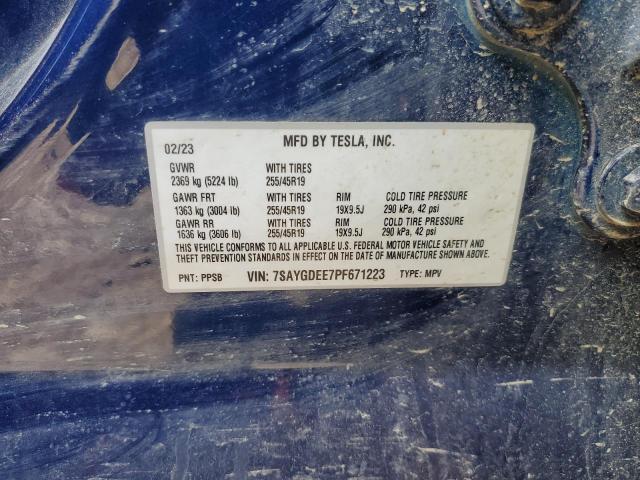 02/23 MFD BY TESLA, INC.
GVWR WITH TIRES
2369 kg (5224 lb) 255/45R19
GAWR FRT WITH TIRES RIM COLD TIRE PRESSURE
1363 kg (3004 lb) 255/45R19 19X9.5J 290 kPa, 42 psi
GAWR RR WITH TIRES RIM COLD TIRE PRESSURE
1636 kg (3606 lb) 255/45R19 19X9.5J 290 kPa, 42 psi
THIS VEHICLE CONFORMS TO ALL APPLICABLE U.S. FEDERAL MOTOR VEHICLE SAFETY AND
THEFT PREVENTION STANDARDS IN EFFECT ON THE DATE OF MANUFACTURE SHOWN ABOVE.
PNT: PPSB VIN: 7SAYGDEE7PF671223 TYPE: MPV